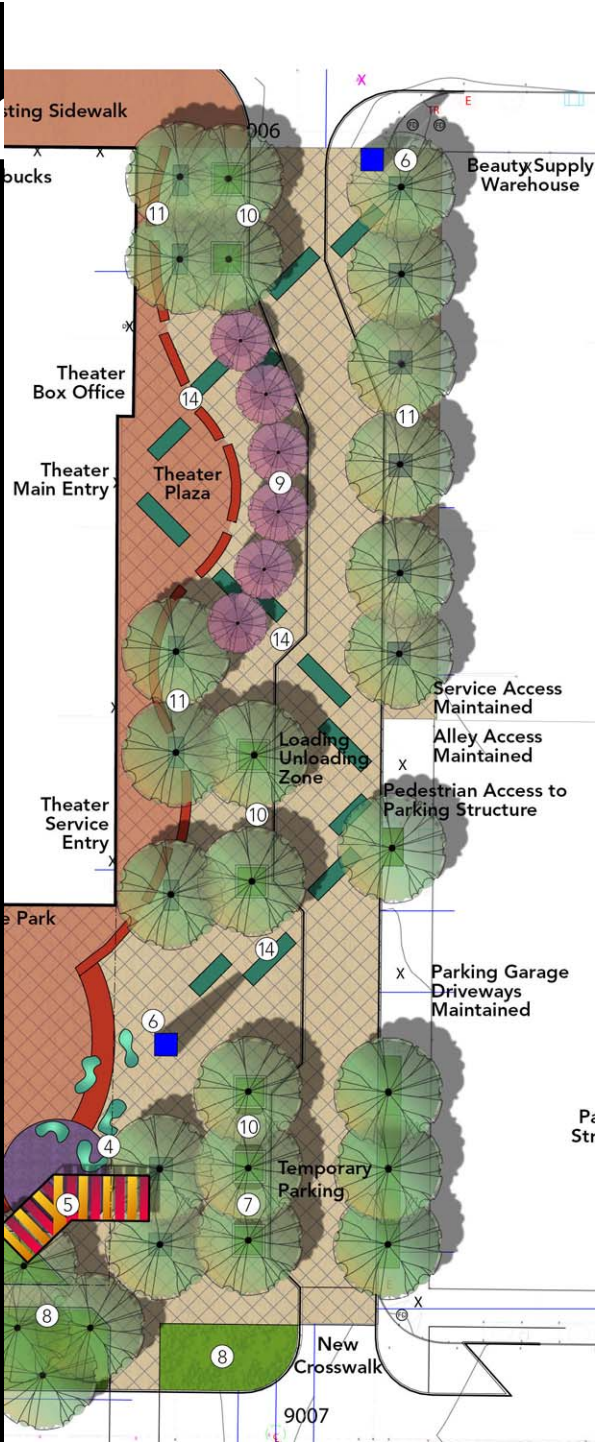 sting Sidewalk
006
X
E
TR
6
Beauty Supply
Warehouse
X
X
bucks
11
10
X
Theater
Box Office
14
11
Theater
Main Entry
Theater
Plaza
9
14
Service Access
Maintained
11
Loading
Unloading
Zone
Alley Access
Maintained
X
Pedestrian Access to
Parking Structure
Theater
Service
Entry
10
X
e Park
14
X
Parking Garage
Driveways
Maintained
6
10
Pa
Str
4
Temporary
Parking
5
7
X
8
8
New
Crosswalk
9007